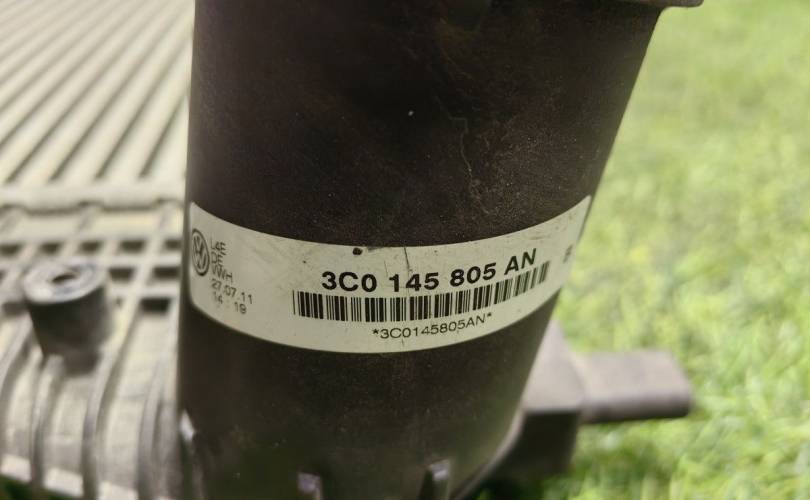 L4E
DE
VWH
27.07.11
14:19
3C0 145 805 AN
*3C0145805AN*